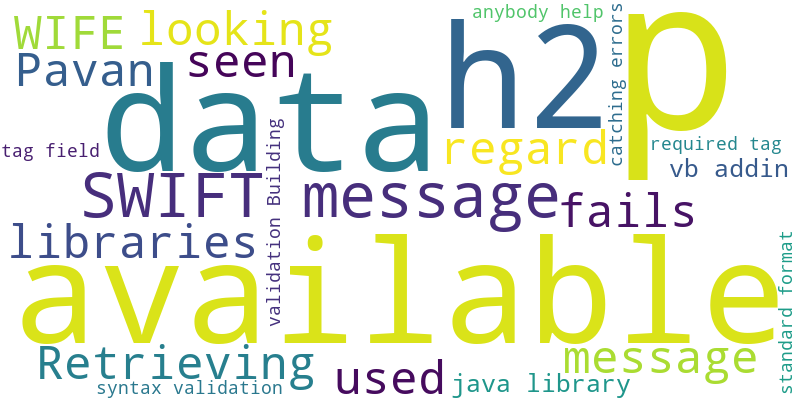 anybody help
WIFE
looking
h2
p
catching errors
Pavan
seen
data
tag field
regard
required tag
vb addin
validation Building
SWIFT
message
fails
libraries
available
standard format
Retrieving
message
syntax validation
used
java library